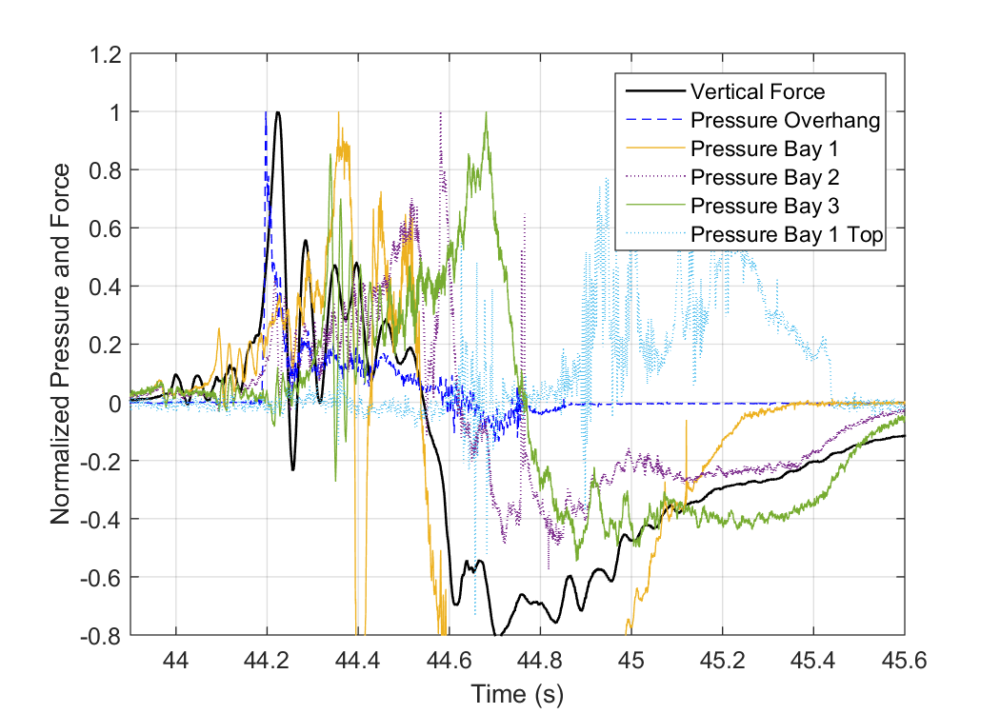 1.2
1
0.8
0.6
0.4
0.2
0
-0.2
-0.4
-0.6
-0.8
Normalized Pressure and Force
Vertical Force
Pressure Overhang
Pressure Bay 1
Pressure Bay 2
Pressure Bay 3
Pressure Bay 1 Top
44 44.2 44.4 44.6 44.8 45 45.2 45.4 45.6
Time (s)